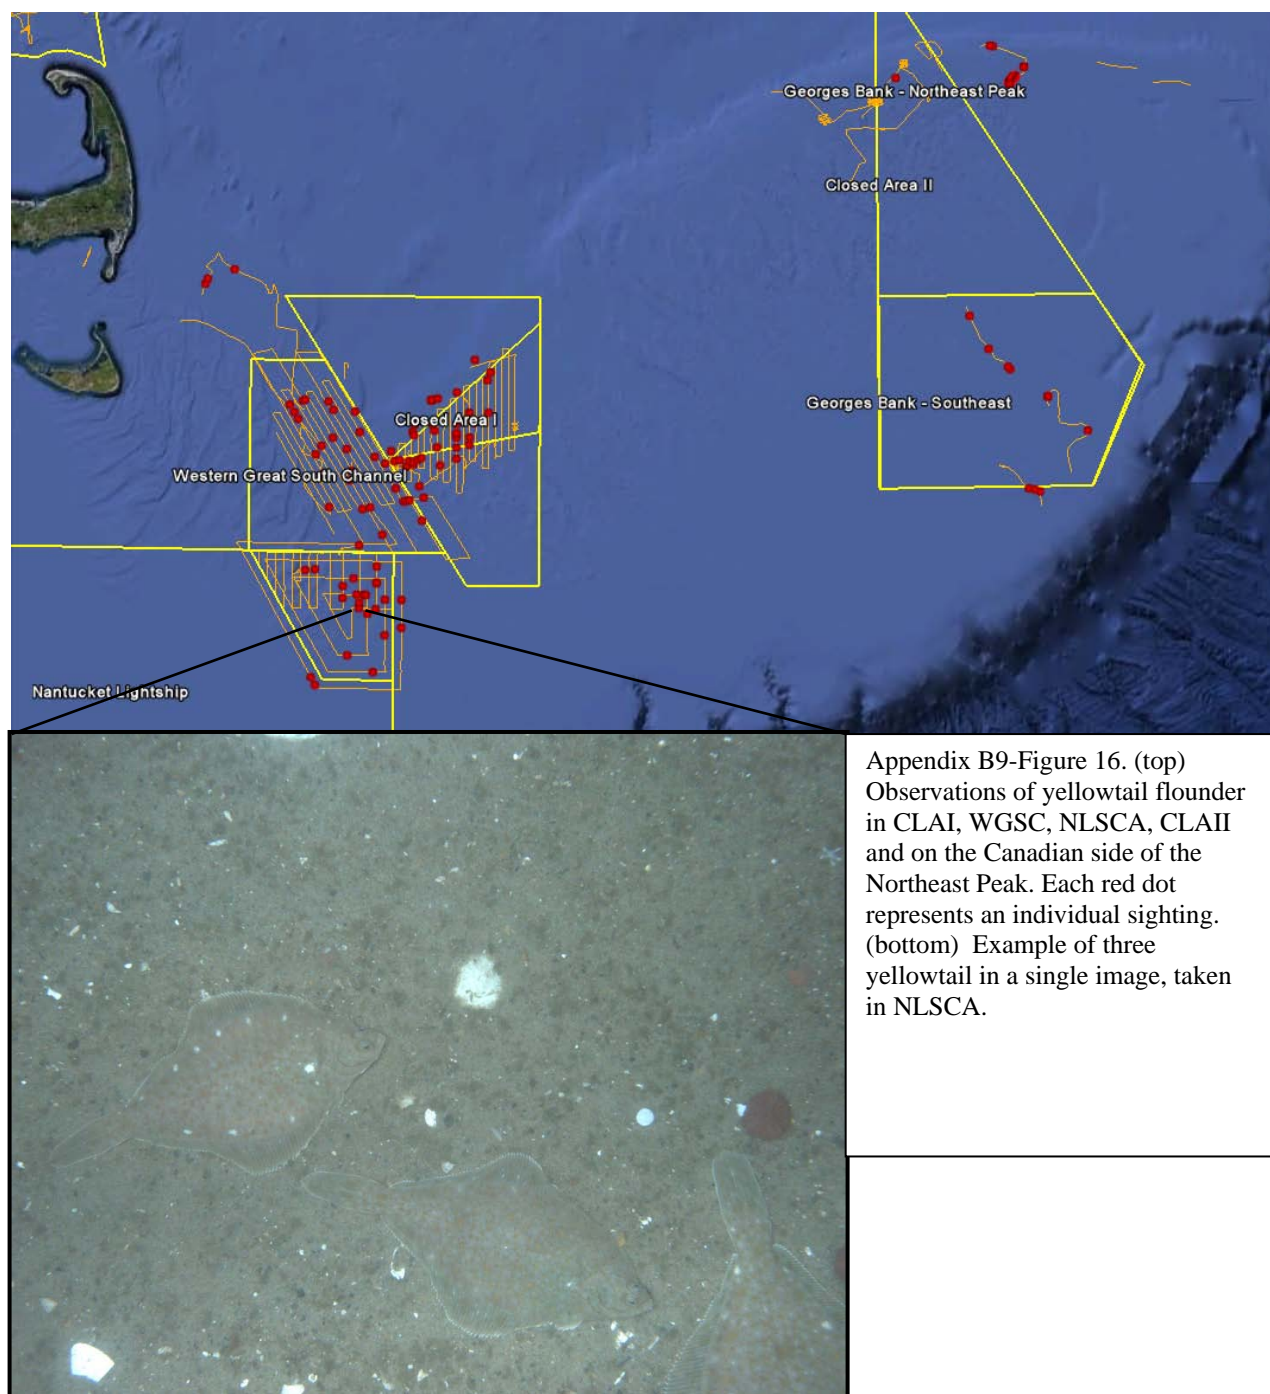 Georges Bank - Northeast Peak
Closed Area II
Georges Bank - Southeast
Closed Area I
Western Great South Channel
Nantucket Lightship
Appendix B9-Figure 16. (top)
Observations of yellowtail flounder
in CLAI, WGSC, NLSCA, CLAII
and on the Canadian side of the
Northeast Peak. Each red dot
represents an individual sighting.
(bottom)  Example of three
yellowtail in a single image, taken
in NLSCA.